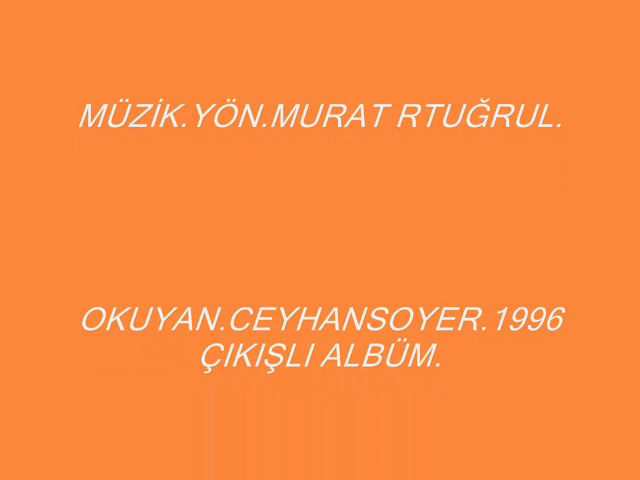 MÜZİK.YÖN.MURAT RTUĞRUL.
OKUYAN.CEYHANSOYER.1996
ÇIKIŞLI ALBÜM.